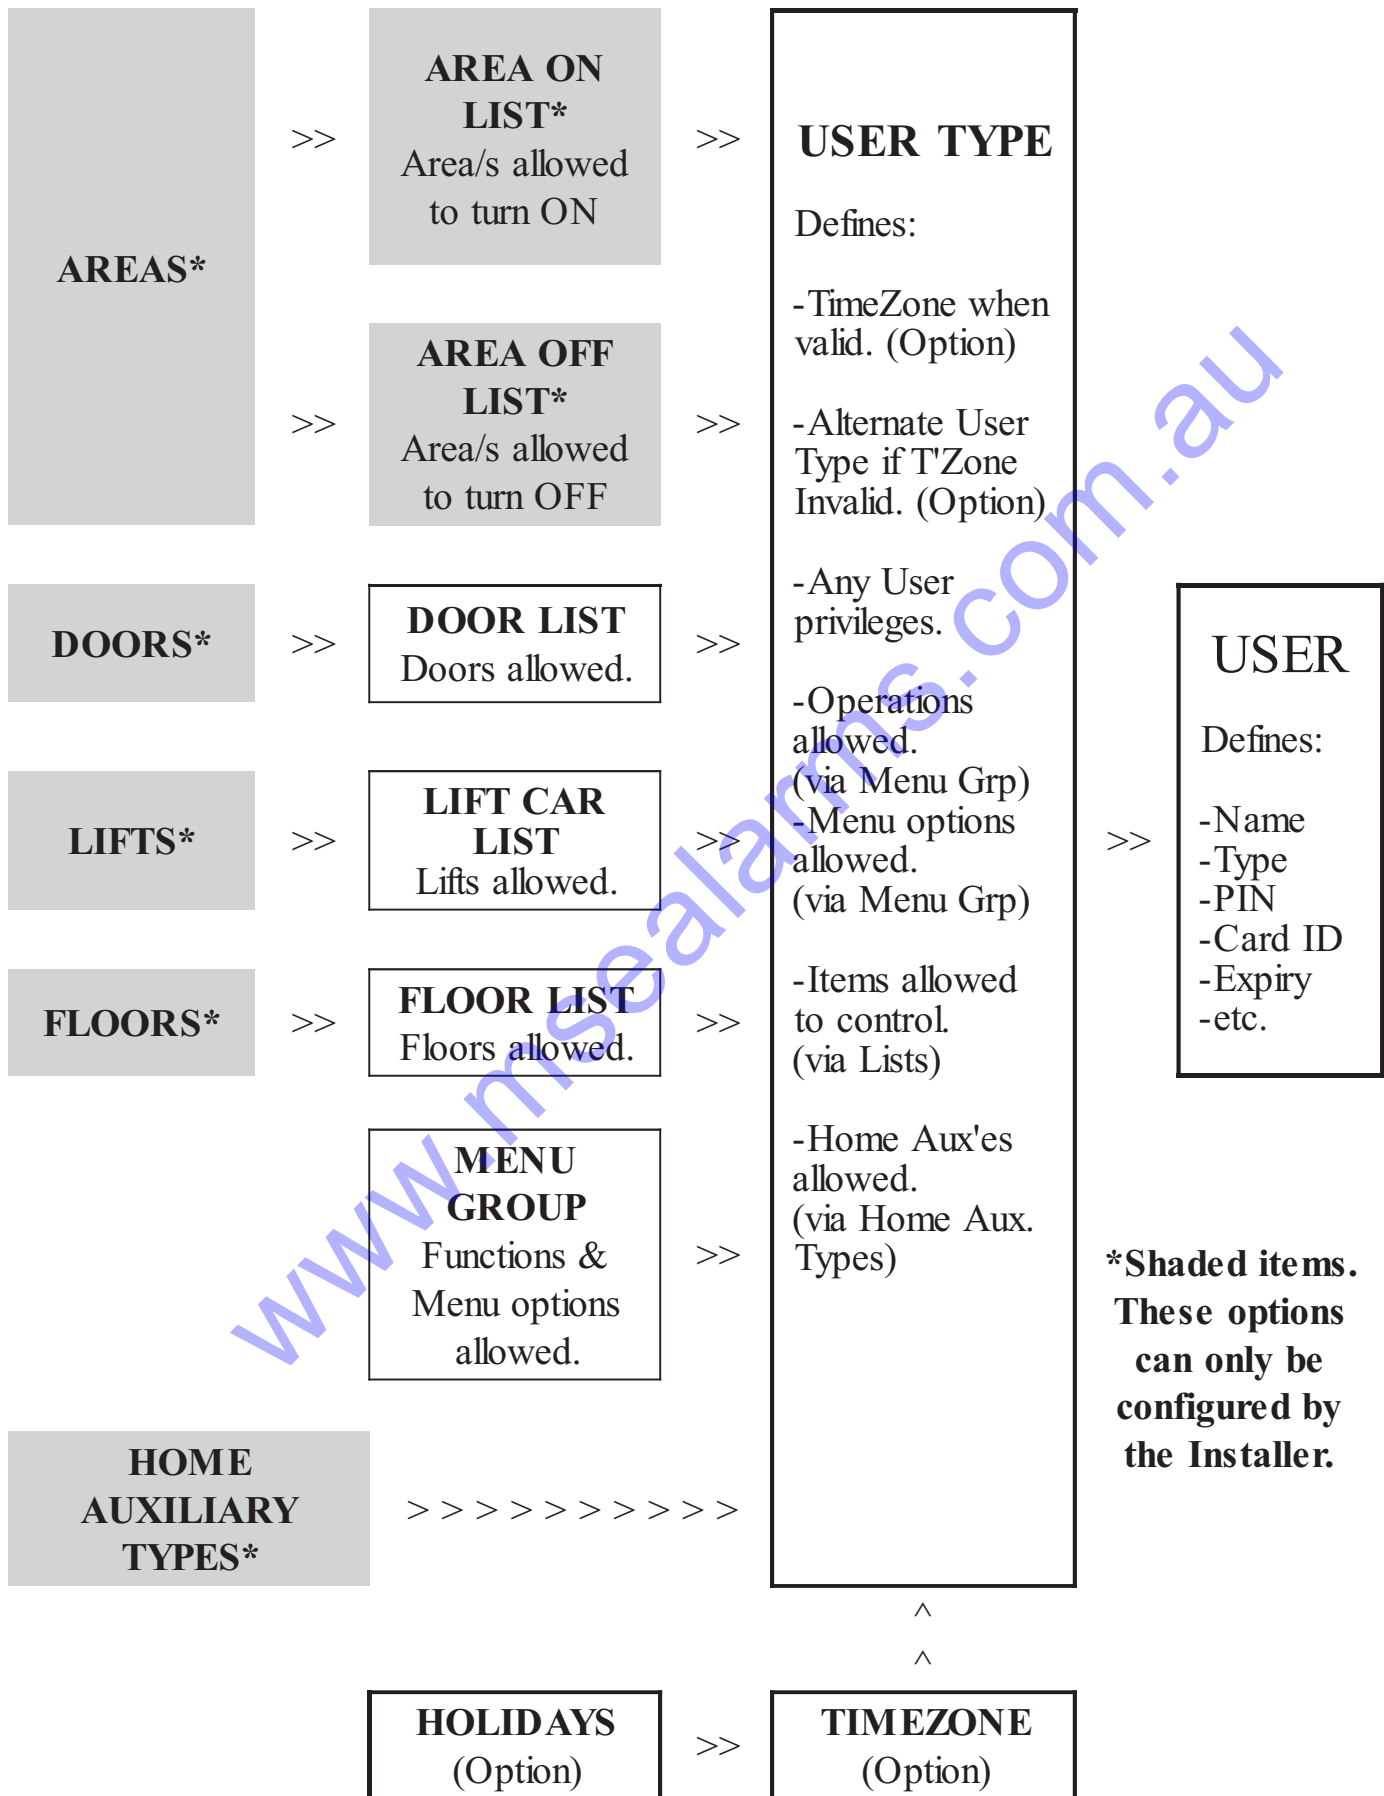 AREAS*
>>
AREA ON
LIST*
Area/s allowed
to turn ON
>>
>>
AREA OFF
LIST*
Area/s allowed
to turn OFF
>>
DOORS*
>>
DOOR LIST
Doors allowed.
>>
LIFTS*
>>
LIFT CAR
LIST
Lifts allowed.
>>
FLOORS*
>>
FLOOR LIST
Floors allowed.
>>
MENU
GROUP
Functions &
Menu options
allowed.
>>
HOME
AUXILIARY
TYPES*
> > > > > > > > > >
USER TYPE
Defines:
-TimeZone when
valid. (Option)
-Alternate User
Type if T'Zone
Invalid. (Option)
-Any User
privileges.
-Operations
allowed.
(via Menu Grp)
-Menu options
allowed.
(via Menu Grp)
-Items allowed
to control.
(via Lists)
-Home Aux'es
allowed.
(via Home Aux.
Types)
>>
USER
Defines:
-Name
-Type
-PIN
-Card ID
-Expiry
-etc.
*Shaded items.
These options
can only be
configured by
the Installer.
^
^
HOLIDAYS
(Option)
>>
TIMEZONE
(Option)
www.msealarms.com.au